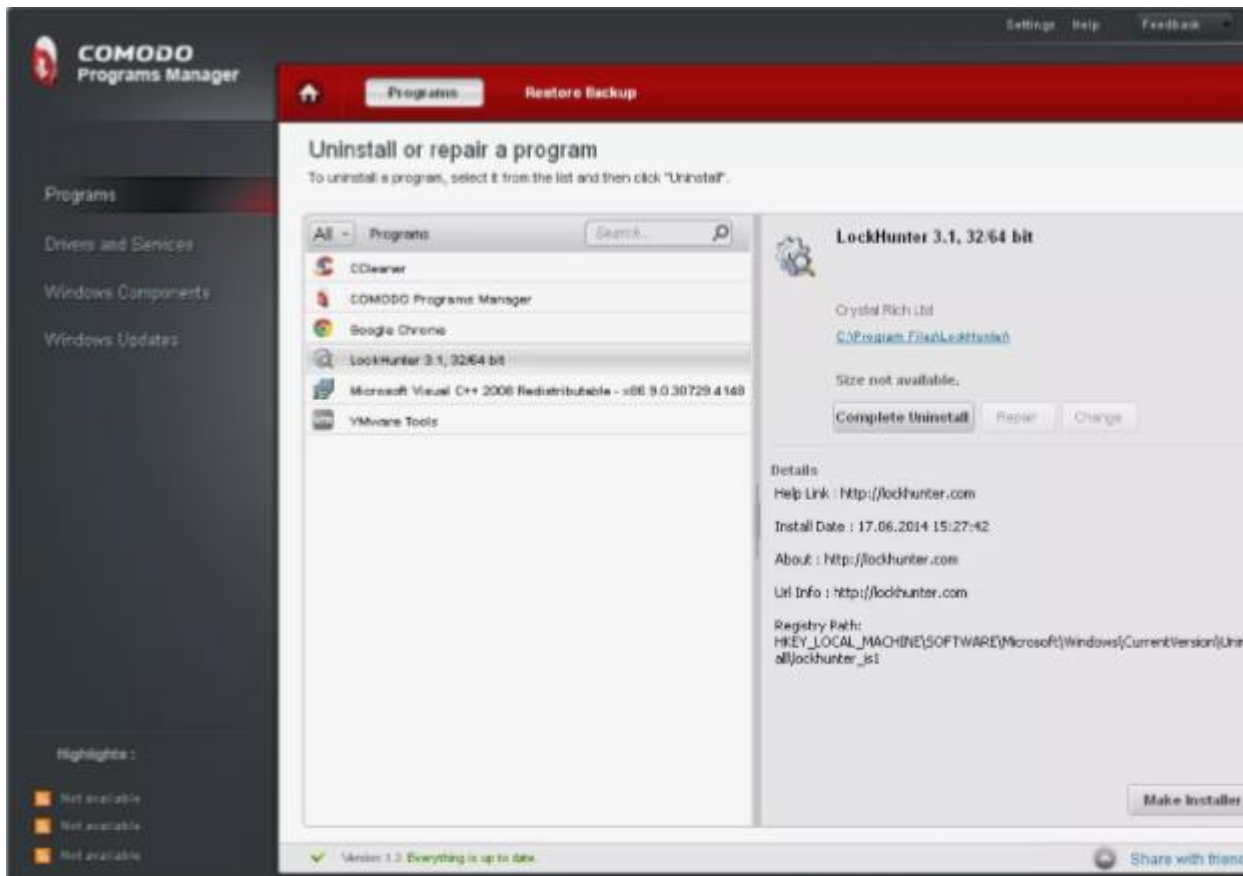 Settings Help Feedback
COMODO
Programs Manager
Programs Restore Backup
Uninstall or repair a program
To uninstall a program, select it from the list and then click "Uninstall".
Programs
Drivers and Services
Windows Components
Windows Updates
All Programs Search...
CCleaner
COMODO Programs Manager
Google Chrome
LockHunter 3.1, 32/64 bit
Microsoft Visual C++ 2008 Redistributable - x86 9.0.30729.4148
VMware Tools
LockHunter 3.1, 32/64 bit
Crystal Rich Ltd
C:\Program Files\LockHunter\
Size not available.
Complete Uninstall Repair Change
Details
Help Link : http://lockhunter.com
Install Date : 17.06.2014 15:27:42
About : http://lockhunter.com
Url Info : http://lockhunter.com
Registry Path:
HKEY_LOCAL_MACHINE\SOFTWARE\Microsoft\Windows\CurrentVersion\Unin
all\lockhunter_is1
Make Installer
Highlights :
Not available
Not available
Not available
Version 1.3. Everything is up to date.
Share with friend